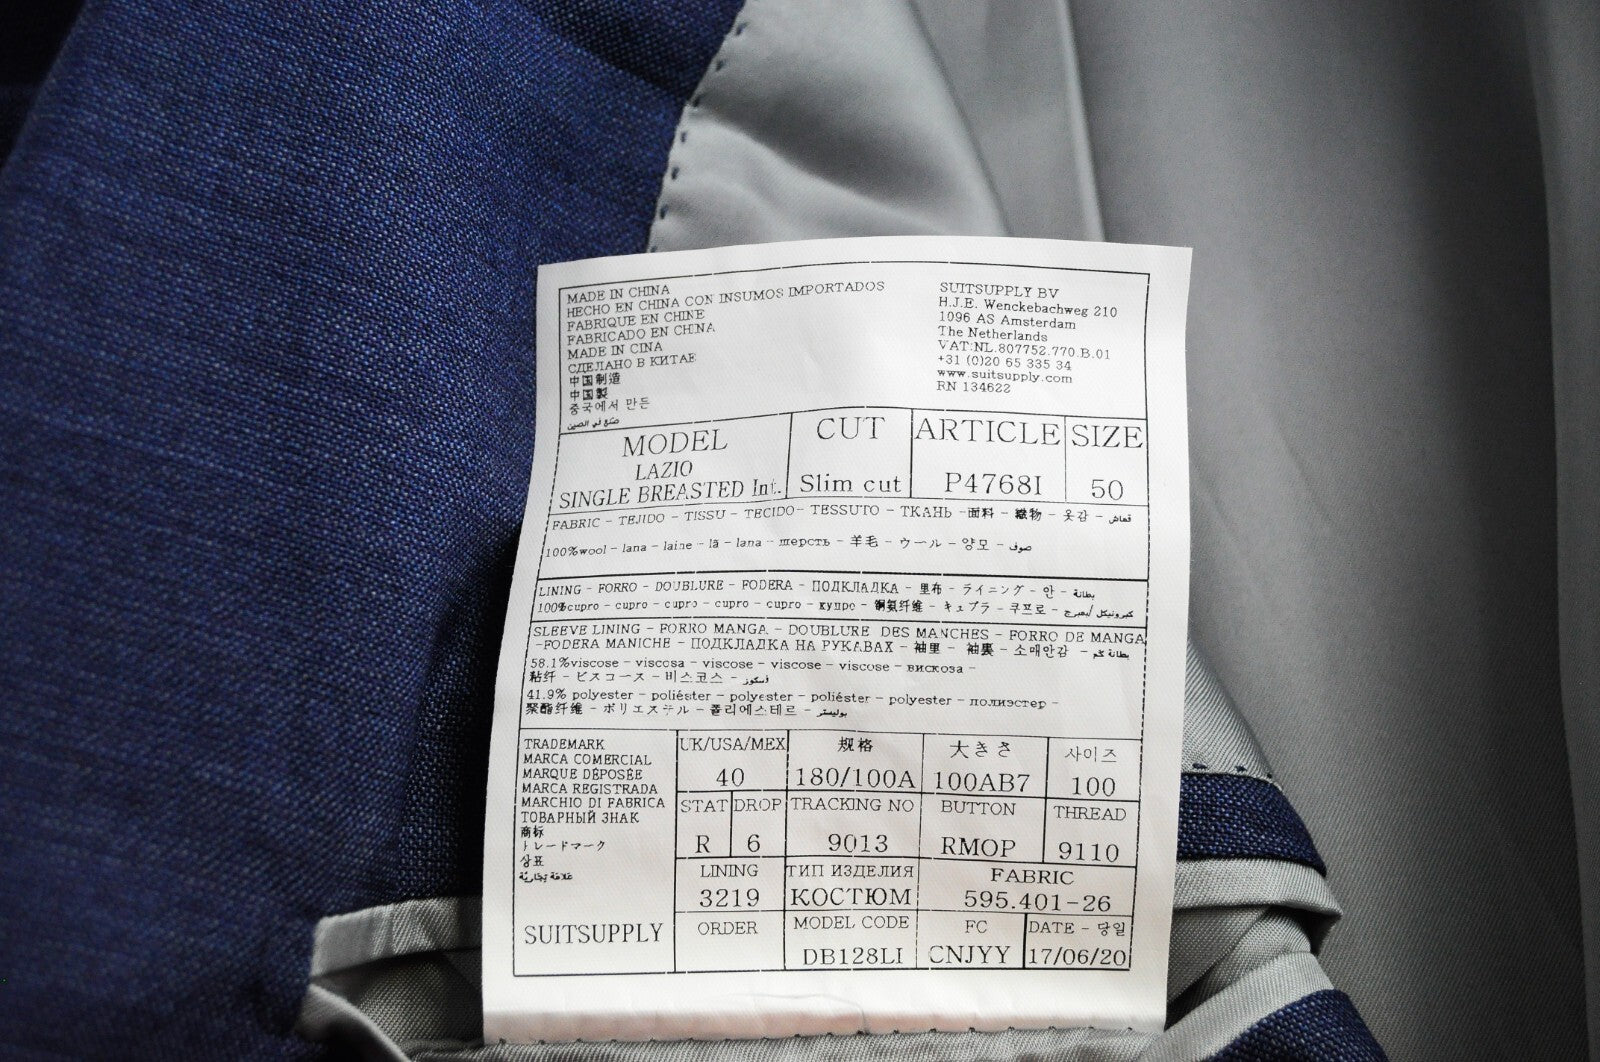 MADE IN CHINA
HECHO EN CHINA CON INSUMOS IMPORTADOS
FABRIQUE EN CHINE
FABRICADO EN CHINA
MADE IN CINA
СДЕЛАНО В КИТАЕ
中国制造
中国製
중국에서 만든
صنع في الصين
SUITSUPPLY BV
H.J.E. Wenckebachweg 210
1096 AS Amsterdam
The Netherlands
VAT:NL.807752.770.B.01
+31 (0)20 65 335 34
www.suitsupply.com
RN 134622
MODEL
LAZIO
SINGLE BREASTED Int.
CUT
Slim cut
ARTICLE
P4768I
SIZE
50
FABRIC - TEJIDO - TISSU - TECIDO- TESSUTO - ТКАНЬ -面料 - 織物 - 옷감 - قماش
100%wool - lana - laine - lã - lana - шерсть - 羊毛 - ウール - 양모 - صوف
LINING - FORRO - DOUBLURE - FODERA - ПОДКЛАДКА - 里布 - ライニング - 안 - بطانة
100%cupro - cupro - cupro - cupro - cupro - купро - 铜氨纤维 - キュプラ - 쿠프로 -
SLEEVE LINING - FORRO MANGA - DOUBLURE DES MANCHES - FORRO DE MANGA
-FODERA MANICHE - ПОДКЛАДКА НА РУКАВАХ - 袖里 - 袖裏 - 소매안감 - بطانة كم
58.1%viscose - viscosa - viscose - viscose - viscose - вискоза -
粘纤 - ビスコース - 비스코스 - فسكوز
41.9% polyester - poliéster - polyester - poliéster - polyester - полиэстер -
聚酯纤维 - ポリエステル - 폴리에스테르 - بوليستر
TRADEMARK
MARCA COMERCIAL
MARQUE DÉPOSÉE
MARCA REGISTRADA
MARCHIO DI FABRICA
ТОВАРНЫЙ ЗНАК
商标
トレードマーク
상표
علامة تجارية
SUITSUPPLY
UK/USA/MEX
40
规格
180/100A
大きさ
100AB7
사이즈
100
STAT
R
DROP
6
TRACKING NO
9013
BUTTON
RMOP
THREAD
9110
LINING
3219
ТИП ИЗДЕЛИЯ
КОСТЮМ
FABRIC
595.401-26
ORDER
MODEL CODE
DB128LI
FC
CNJYY
DATE - 당일
17/06/20